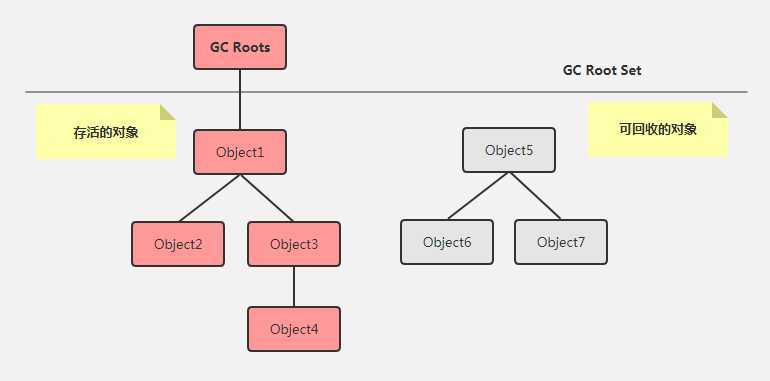 GC Roots
GC Root Set
存活的对象
可回收的对象
Object1
Object5
Object2
Object3
Object6
Object7
Object4